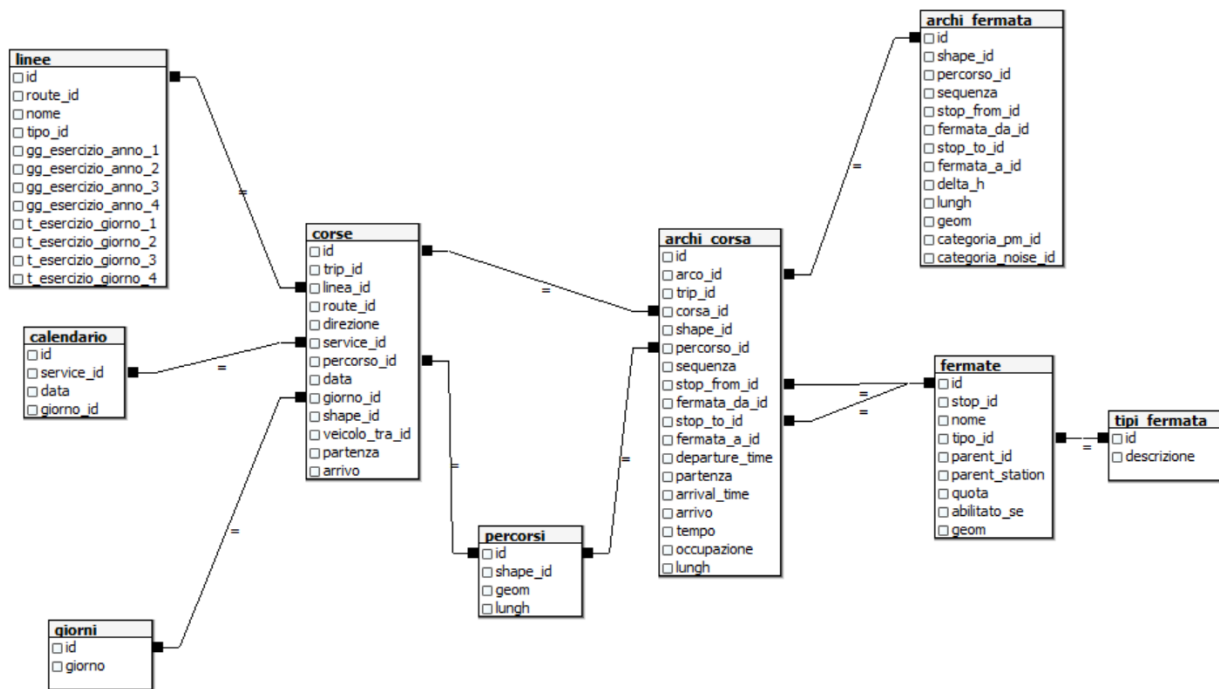 linee
id
route_id
nome
tipo_id
gg_esercizio_anno_1
gg_esercizio_anno_2
gg_esercizio_anno_3
gg_esercizio_anno_4
t_esercizio_giorno_1
t_esercizio_giorno_2
t_esercizio_giorno_3
t_esercizio_giorno_4
calendario
id
service_id
data
giorno_id
giorni
id
giorno
corse
id
trip_id
linea_id
route_id
direzione
service_id
percorso_id
data
giorno_id
shape_id
veicolo_tra_id
partenza
arrivo
percorsi
id
shape_id
geom
lungh
archi_corsa
id
arco_id
trip_id
corsa_id
shape_id
percorso_id
sequenza
stop_from_id
fermata_da_id
stop_to_id
fermata_a_id
departure_time
partenza
arrival_time
arrivo
tempo
occupazione
lungh
archi_fermata
id
shape_id
percorso_id
sequenza
stop_from_id
fermata_da_id
stop_to_id
fermata_a_id
delta_h
lungh
geom
categoria_pm_id
categoria_noise_id
fermate
id
stop_id
nome
tipo_id
parent_id
parent_station
quota
abilitato_se
geom
tipi_fermata
id
descrizione
=
=
=
=
=
=
=
=
=
=